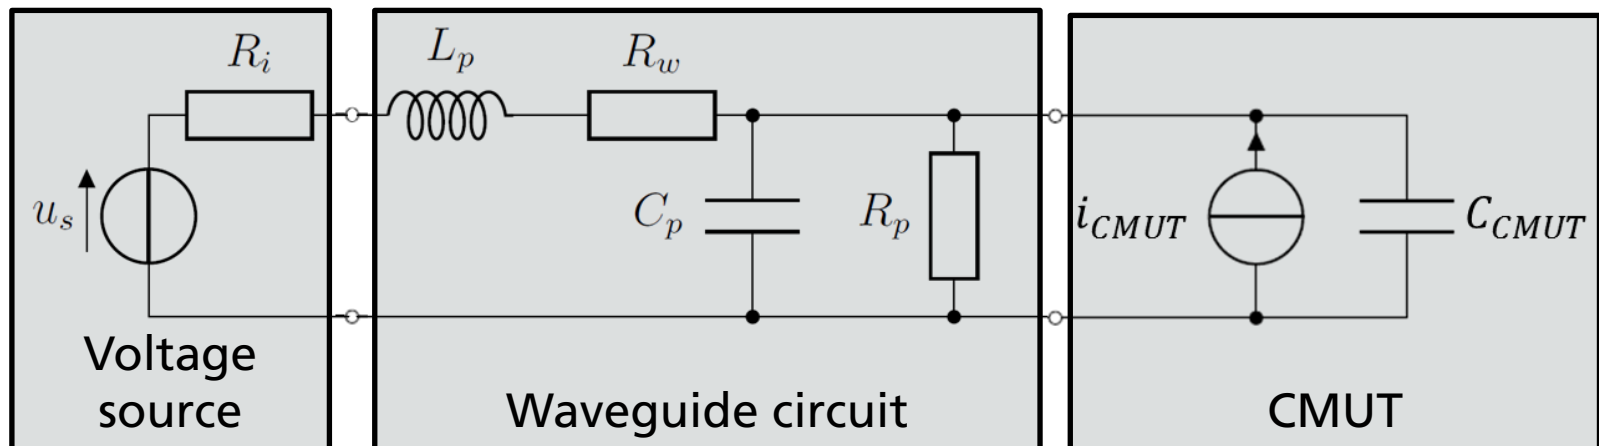 R_i
L_p
R_w
u_s
C_p
R_p
i_CMUT
C_CMUT
Voltage
source
Waveguide circuit
CMUT